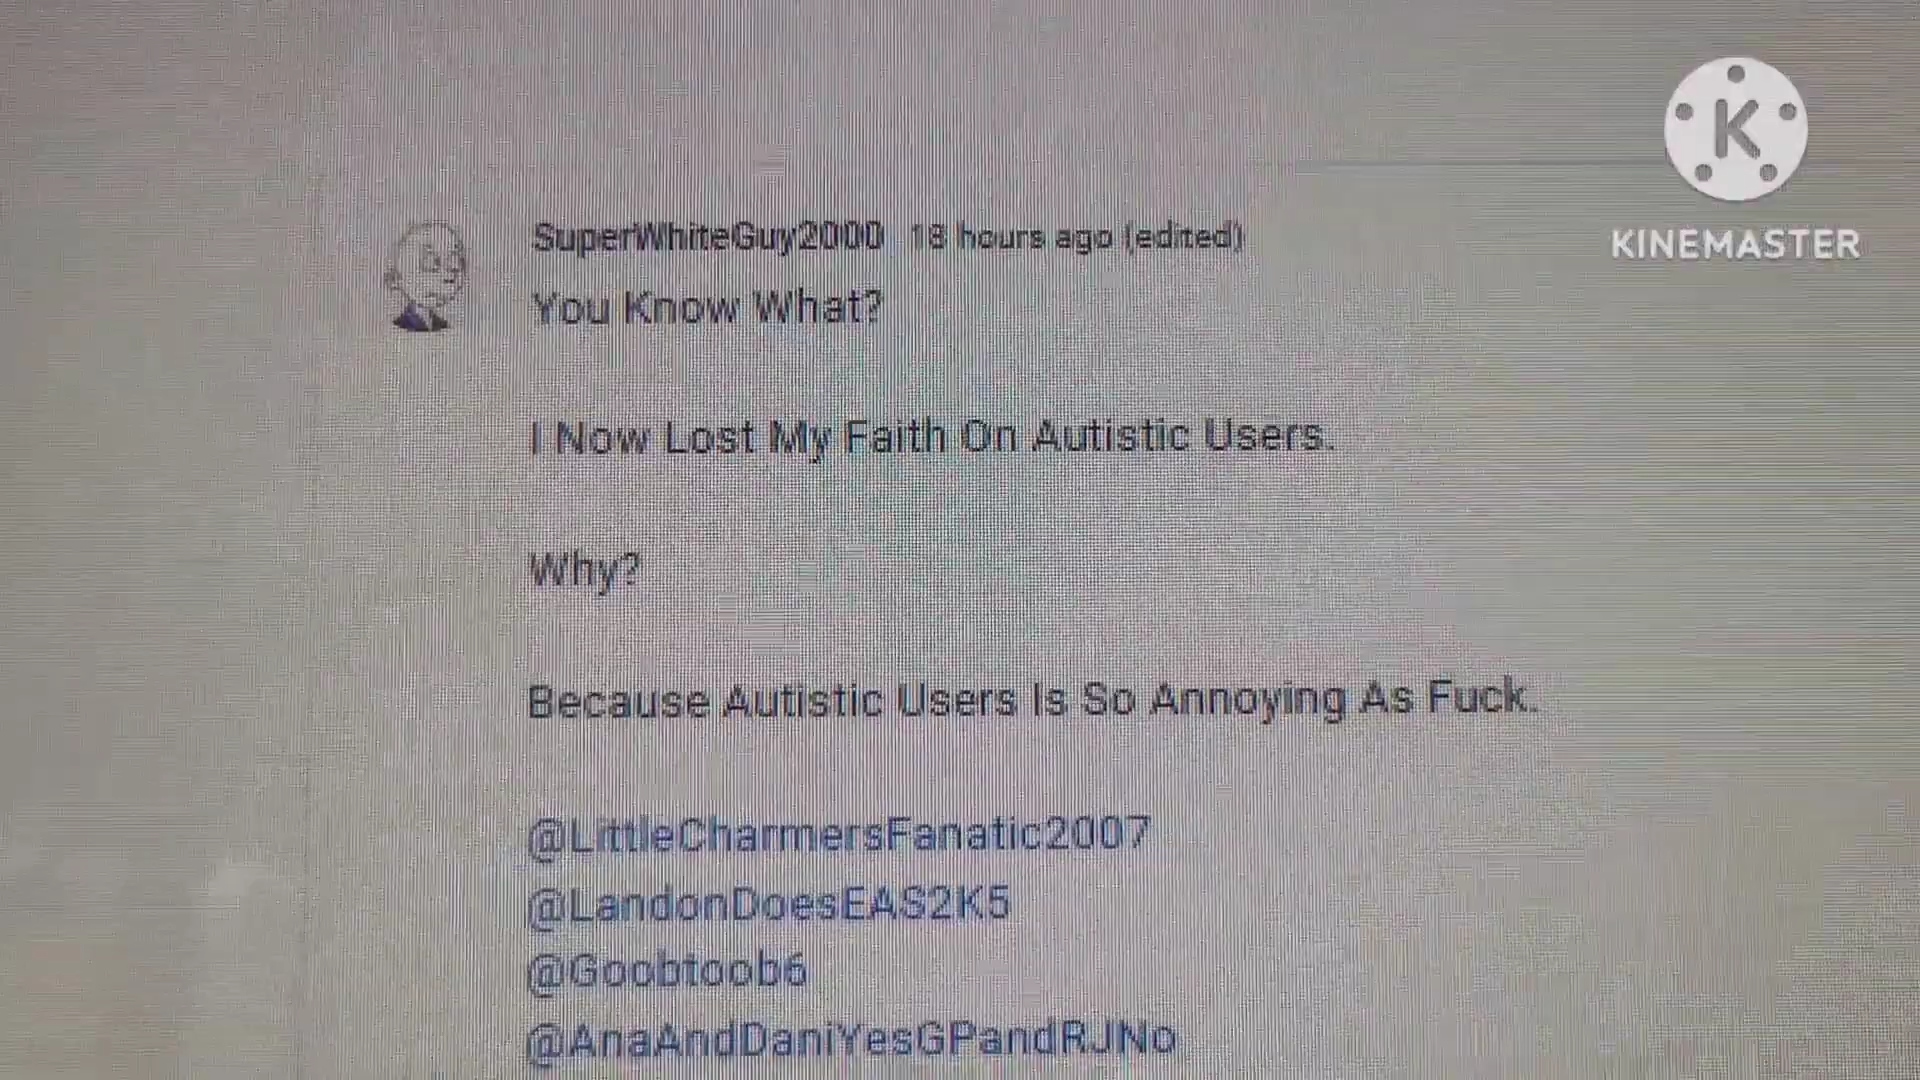 K
KINEMASTER
SuperWhiteGuy2000 18 hours ago (edited)
You Know What?
I Now Lost My Faith On Autistic Users.
Why?
Because Autistic Users Is So Annoying As Fuck.
@LittleCharmersFanatic2007
@LandonDoesEAS2K5
@Goobtoob6
@AnaAndDaniYesGPandRJNo